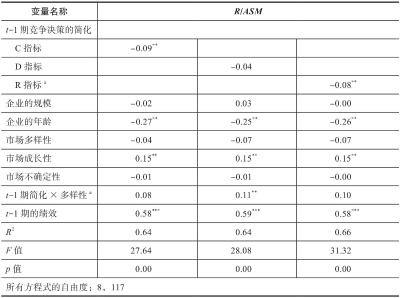 变量名称 R/ASM
t-1 期竞争决策的简化
C 指标 -0.09**
D 指标 -0.04
R 指标a -0.08**
企业的规模 -0.02 0.03 -0.00
企业的年龄 -0.27** -0.25** -0.26**
市场多样性 -0.04 -0.07 -0.07
市场成长性 0.15** 0.15** 0.15**
市场不确定性 -0.01 -0.01 -0.00
t-1 期简化 × 多样性a 0.08 0.11** 0.10
t-1 期的绩效 0.58*** 0.59*** 0.58***
R² 0.64 0.64 0.66
F 值 27.64 28.08 31.32
p 值 0.00 0.00 0.00
所有方程式的自由度：8、117